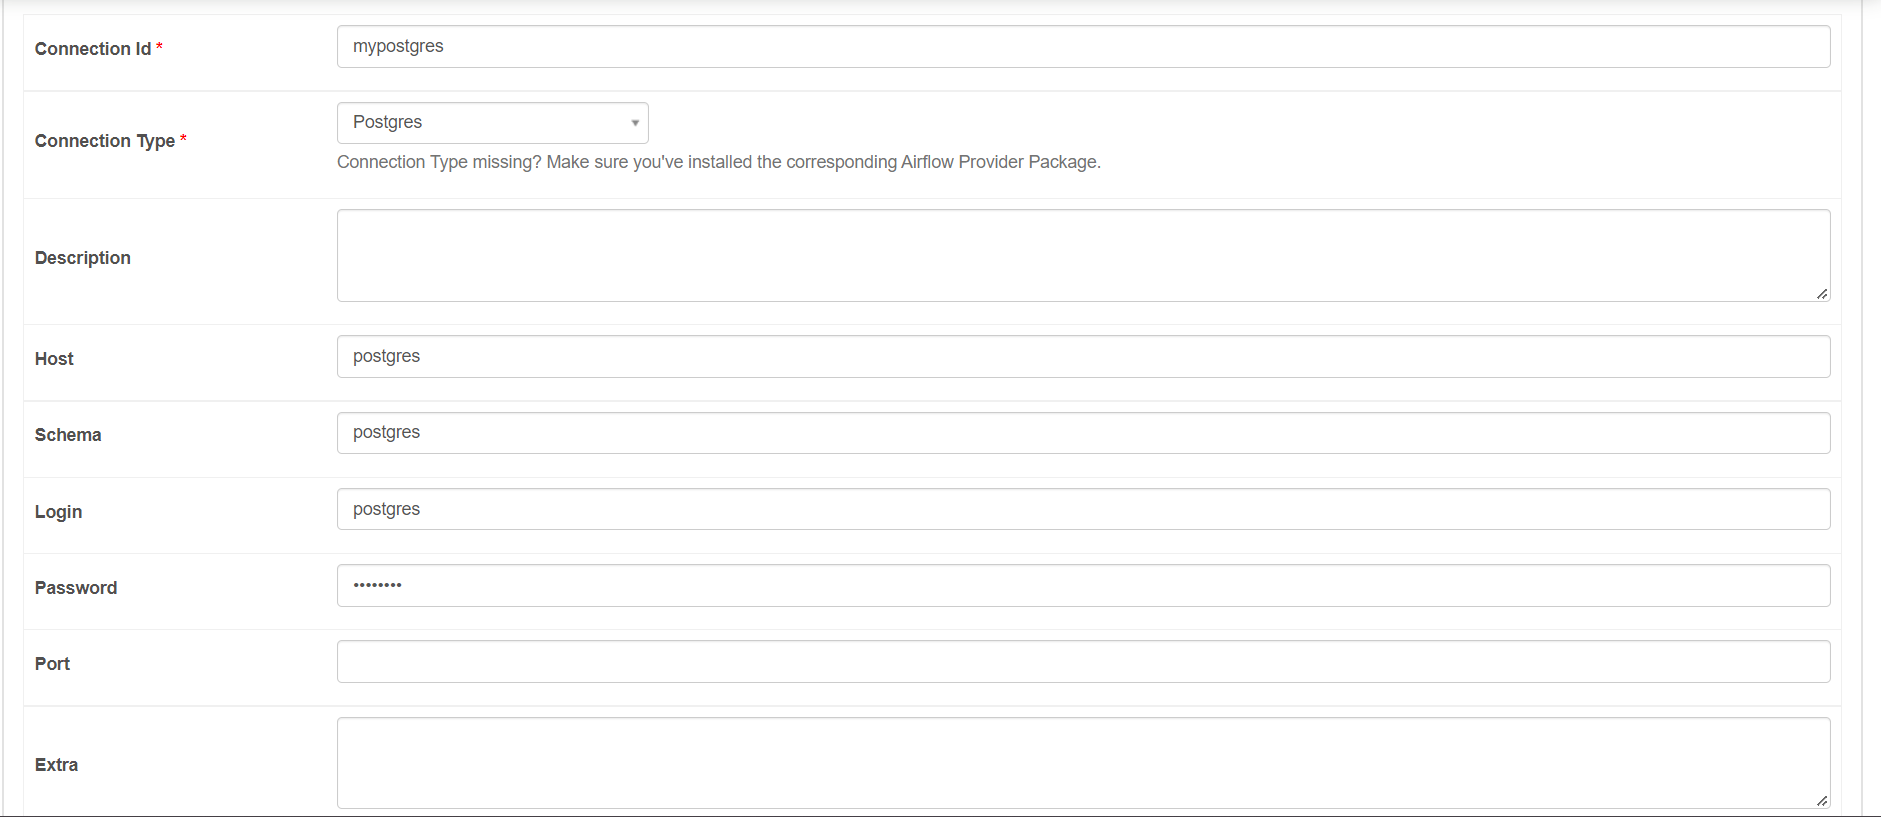 Connection Id *
mypostgres
Connection Type *
Postgres
Connection Type missing? Make sure you've installed the corresponding Airflow Provider Package.
Description
Host
postgres
Schema
postgres
Login
postgres
Password
••••••••
Port
Extra